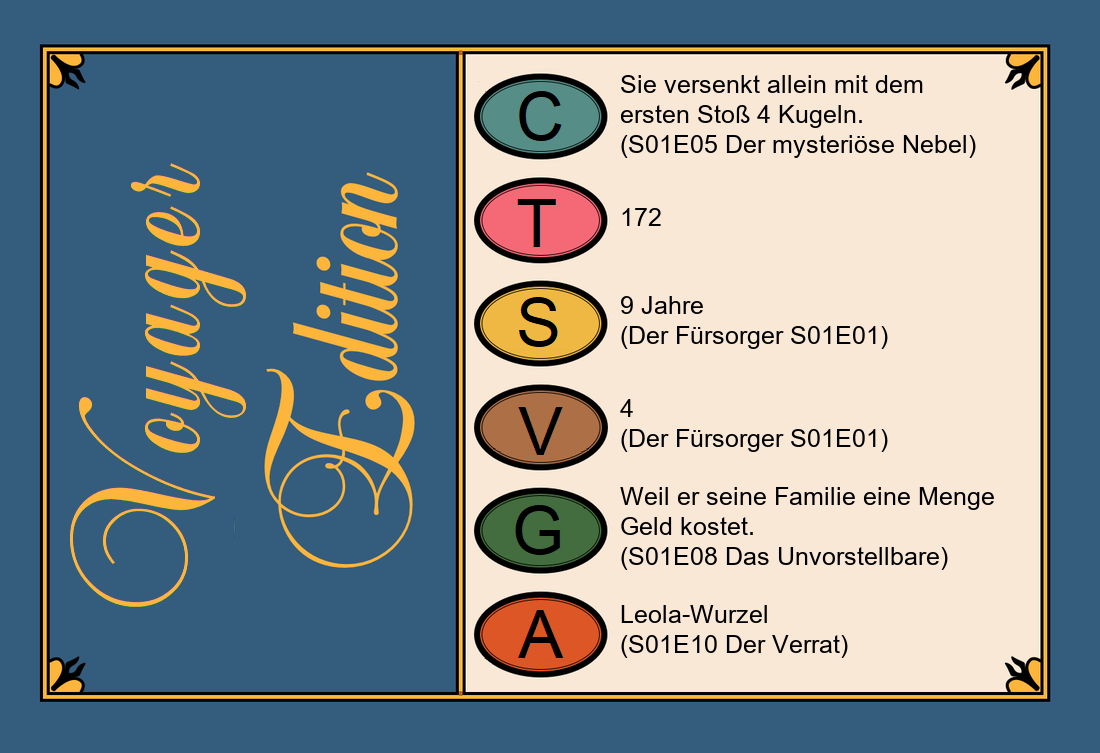 Voyager
Edition
C
Sie versenkt allein mit dem
ersten Stoß 4 Kugeln.
(S01E05 Der mysteriöse Nebel)
T
172
S
9 Jahre
(Der Fürsorger S01E01)
V
4
(Der Fürsorger S01E01)
G
Weil er seine Familie eine Menge
Geld kostet.
(S01E08 Das Unvorstellbare)
A
Leola-Wurzel
(S01E10 Der Verrat)